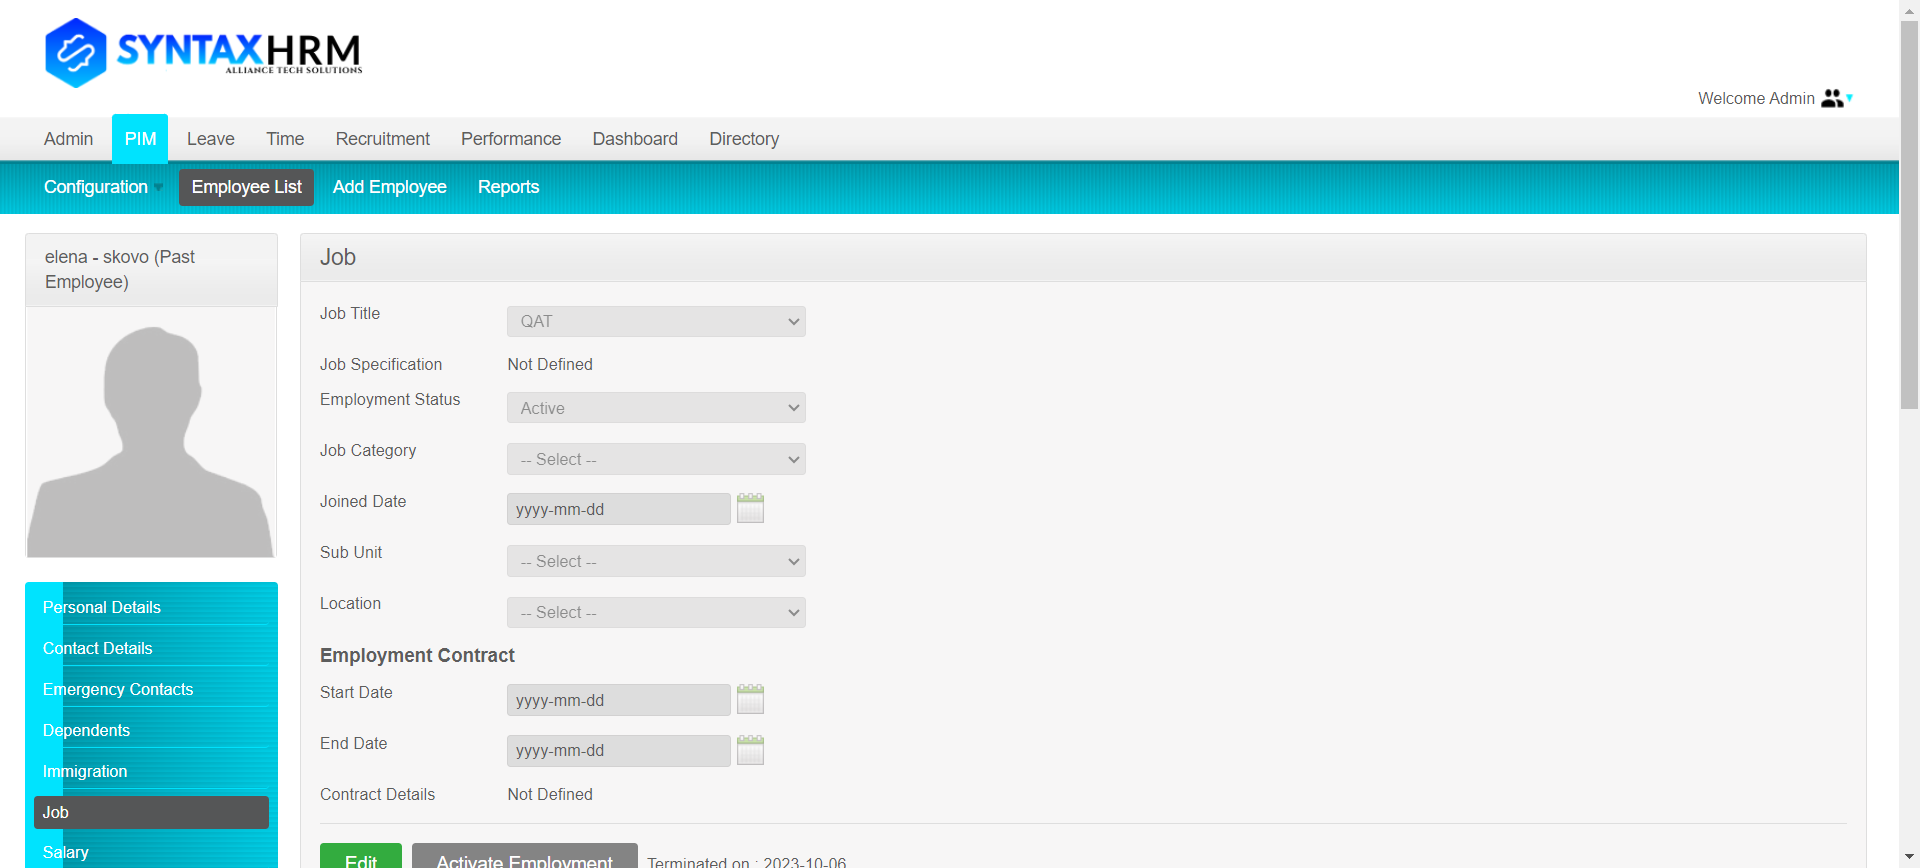 SYNTAXHRM
ALLIANCE TECH SOLUTIONS
Welcome Admin
Admin PIM Leave Time Recruitment Performance Dashboard Directory
Configuration Employee List Add Employee Reports
elena - skovo (Past
Employee)
Personal Details
Contact Details
Emergency Contacts
Dependents
Immigration
Job
Salary
Job
Job Title QAT
Job Specification Not Defined
Employment Status Active
Job Category -- Select --
Joined Date yyyy-mm-dd
Sub Unit -- Select --
Location -- Select --
Employment Contract
Start Date yyyy-mm-dd
End Date yyyy-mm-dd
Contract Details Not Defined
Edit Activate Employment Terminated on : 2023-10-06